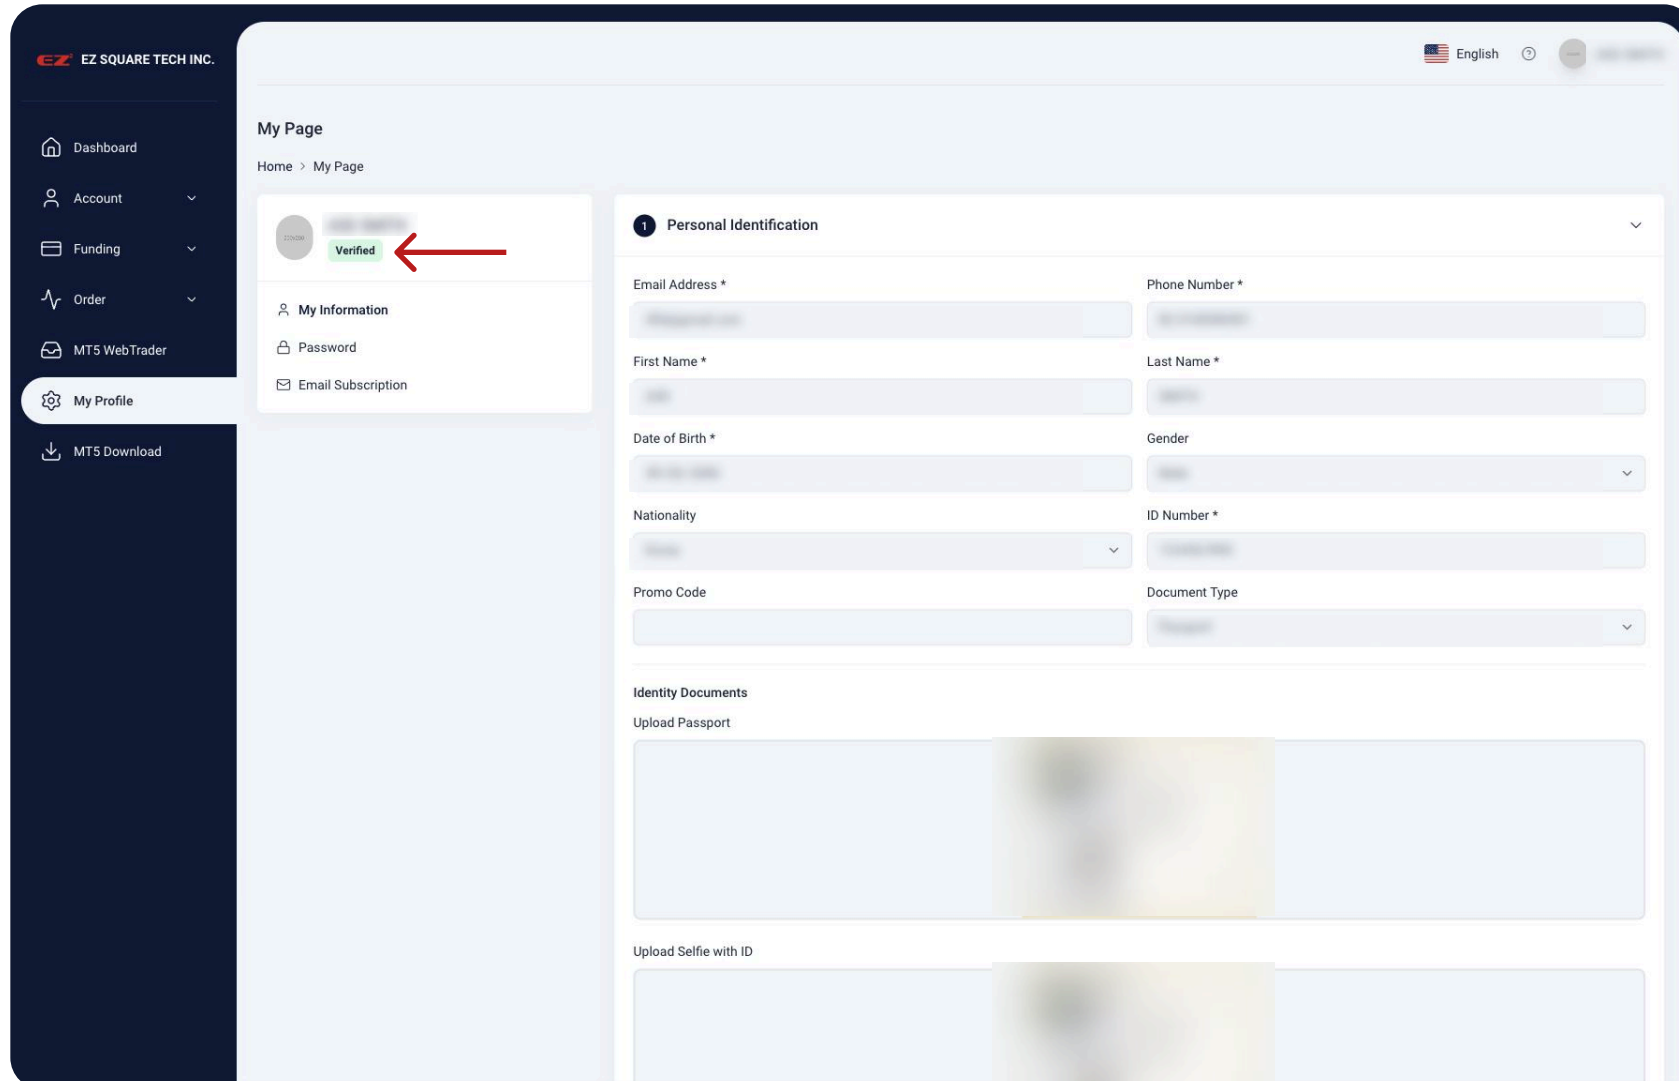 EZ EZ SQUARE TECH INC.
English
Dashboard
Account
Funding
Order
MT5 WebTrader
My Profile
MT5 Download
My Page
Home > My Page
Verified
My Information
Password
Email Subscription
1 Personal Identification
Email Address *
Phone Number *
First Name *
Last Name *
Date of Birth *
Gender
Nationality
ID Number *
Promo Code
Document Type
Identity Documents
Upload Passport
Upload Selfie with ID